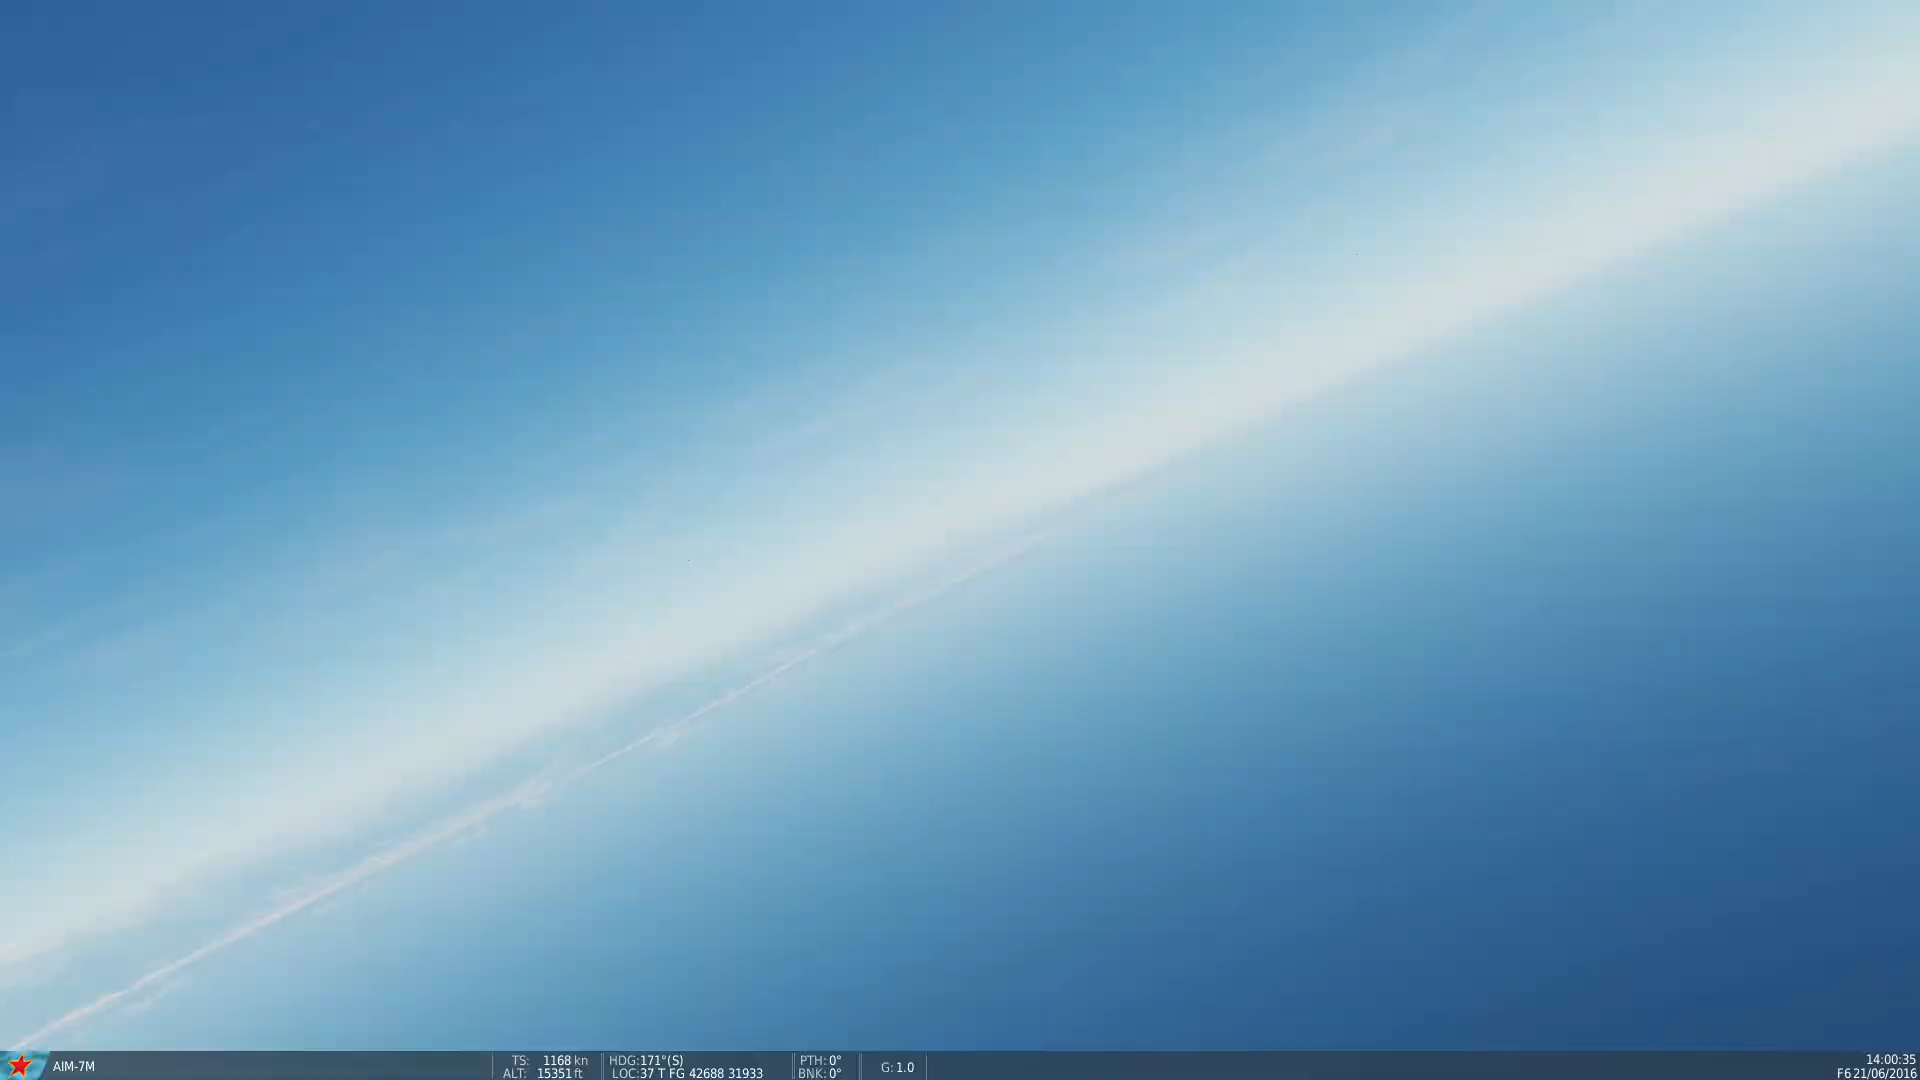 AIM-7M
TS: 1168 kn
ALT: 15351 ft
HDG:171°(S)
LOC:37 T FG 42688 31933
PTH: 0°
BNK: 0°
G: 1.0
14:00:35
F6 21/06/2016